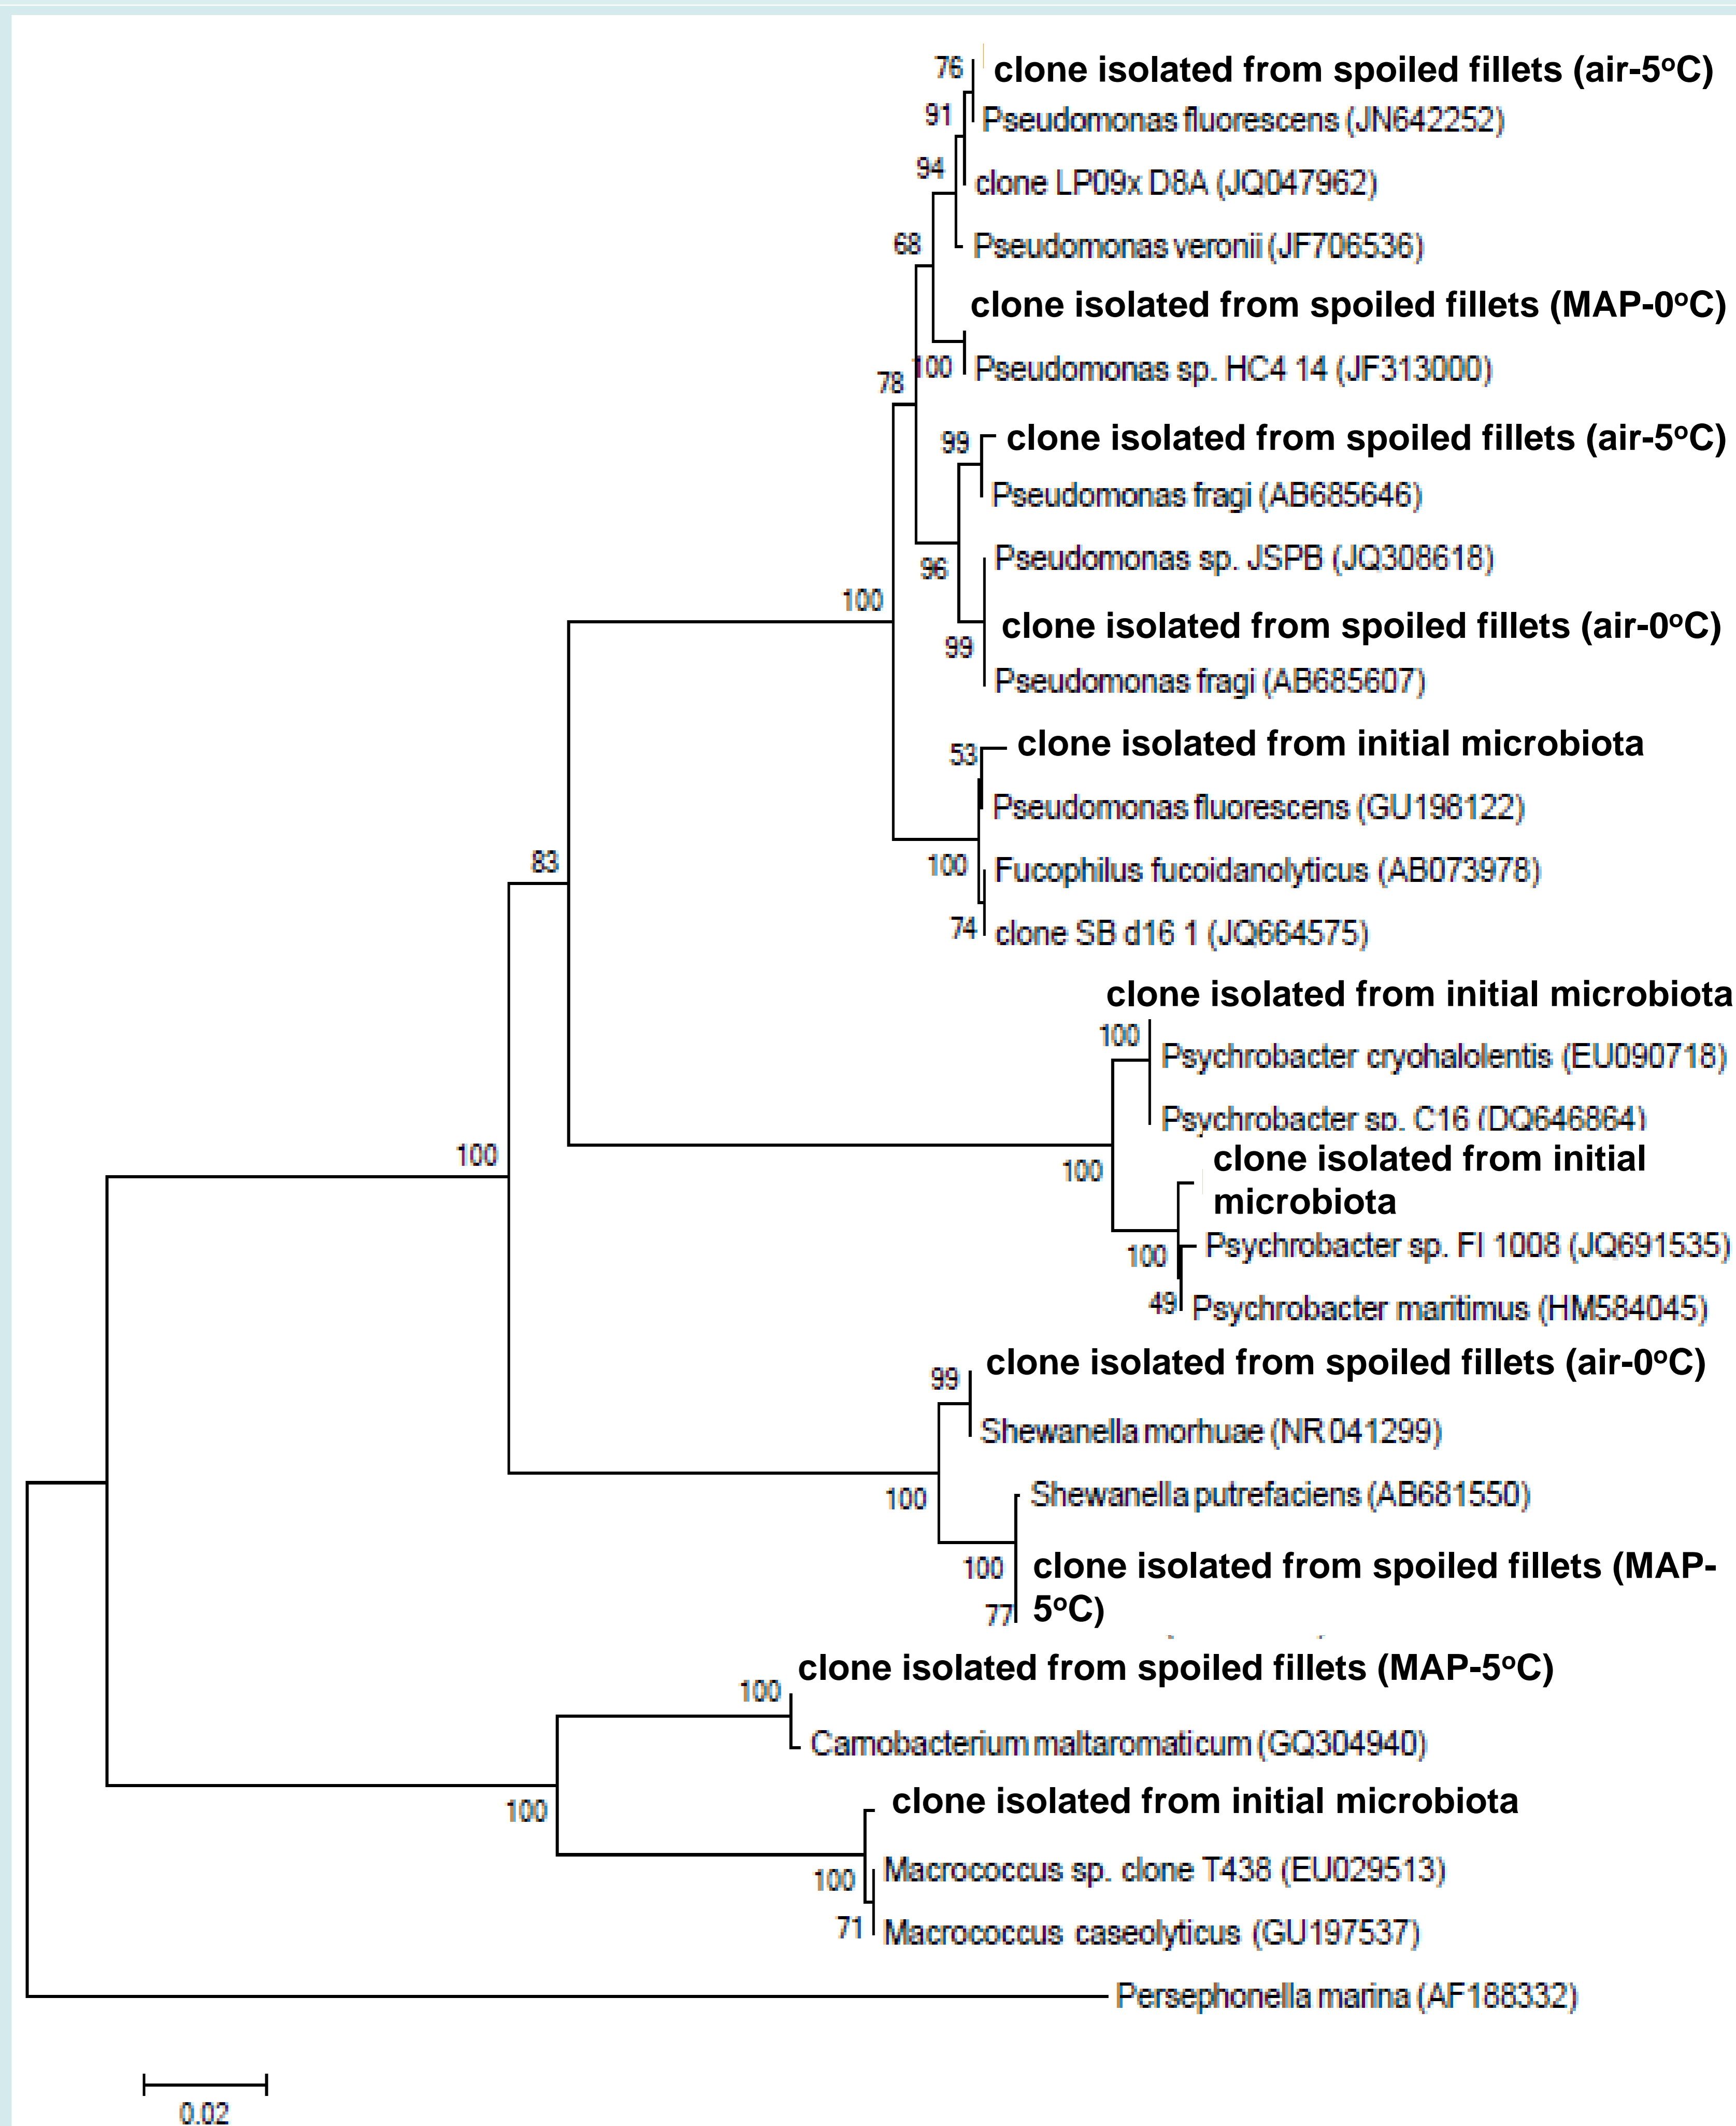 76
clone isolated from spoiled fillets (air-5ºC)
91
Pseudomonas fluorescens (JN642252)
94
clone LP09x D8A (JQ047962)
68
Pseudomonas veronii (JF706536)
clone isolated from spoiled fillets (MAP-0ºC)
100
Pseudomonas sp. HC4 14 (JF313000)
78
99
clone isolated from spoiled fillets (air-5ºC)
Pseudomonas fragi (AB685646)
96
Pseudomonas sp. JSPB (JQ308618)
100
clone isolated from spoiled fillets (air-0ºC)
99
Pseudomonas fragi (AB685607)
53
clone isolated from initial microbiota
Pseudomonas fluorescens (GU198122)
83
100
Fucophilus fucoidanolyticus (AB073978)
74
clone SB d16 1 (JQ664575)
clone isolated from initial microbiota
100
Psychrobacter cryohalolentis (EU090718)
Psychrobacter sp. C16 (DQ646864)
100
100
clone isolated from initial
microbiota
100
Psychrobacter sp. FI 1008 (JQ691535)
49
Psychrobacter maritimus (HM584045)
99
clone isolated from spoiled fillets (air-0ºC)
Shewanella morhuae (NR 041299)
100
Shewanella putrefaciens (AB681550)
100
clone isolated from spoiled fillets (MAP-
77
5ºC)
clone isolated from spoiled fillets (MAP-5ºC)
100
Carnobacterium maltaromaticum (GQ304940)
100
clone isolated from initial microbiota
100
Macrococcus sp. clone T438 (EU029513)
71
Macrococcus caseolyticus (GU197537)
Persephonella marina (AF188332)
0.02